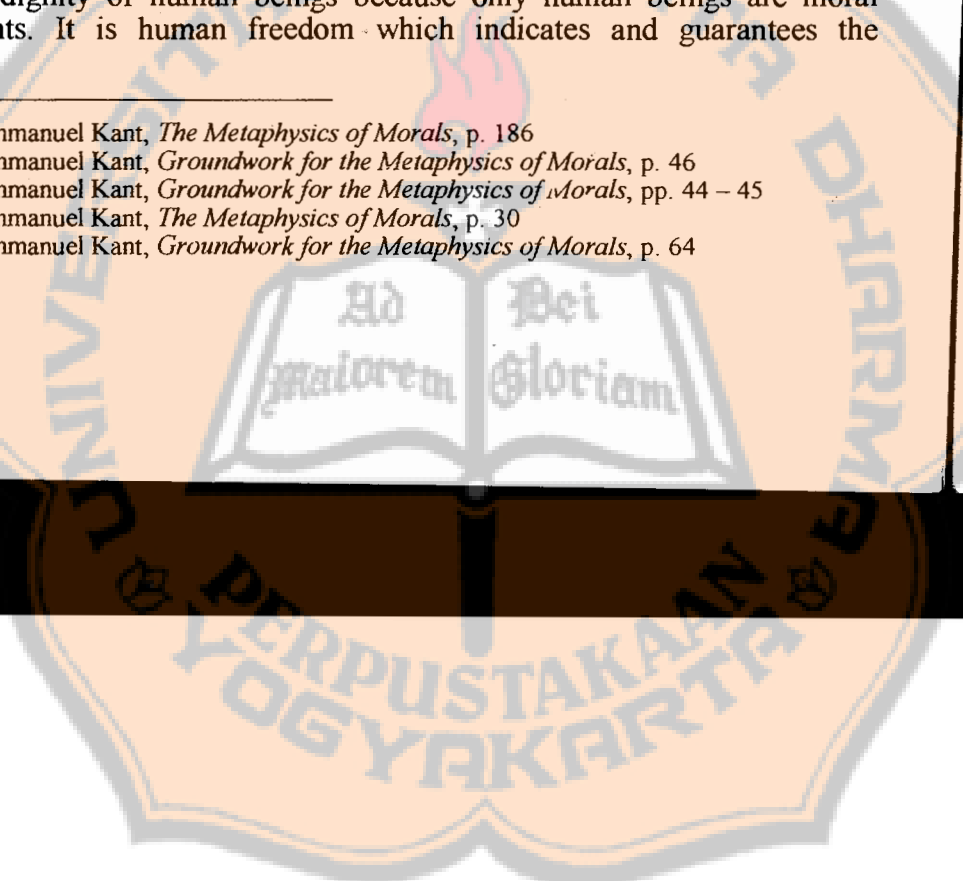 dignity of human beings because only human beings are moral
nts. It is human freedom which indicates and guarantees the
nmanuel Kant, The Metaphysics of Morals, p. 186
nmanuel Kant, Groundwork for the Metaphysics of Morals, p. 46
nmanuel Kant, Groundwork for the Metaphysics of Morals, pp. 44 – 45
nmanuel Kant, The Metaphysics of Morals, p. 30
nmanuel Kant, Groundwork for the Metaphysics of Morals, p. 64
Ad Dei
maiorem Gloriam
DHARMA
PERPUSTAKAAN
YOGYAKARTA